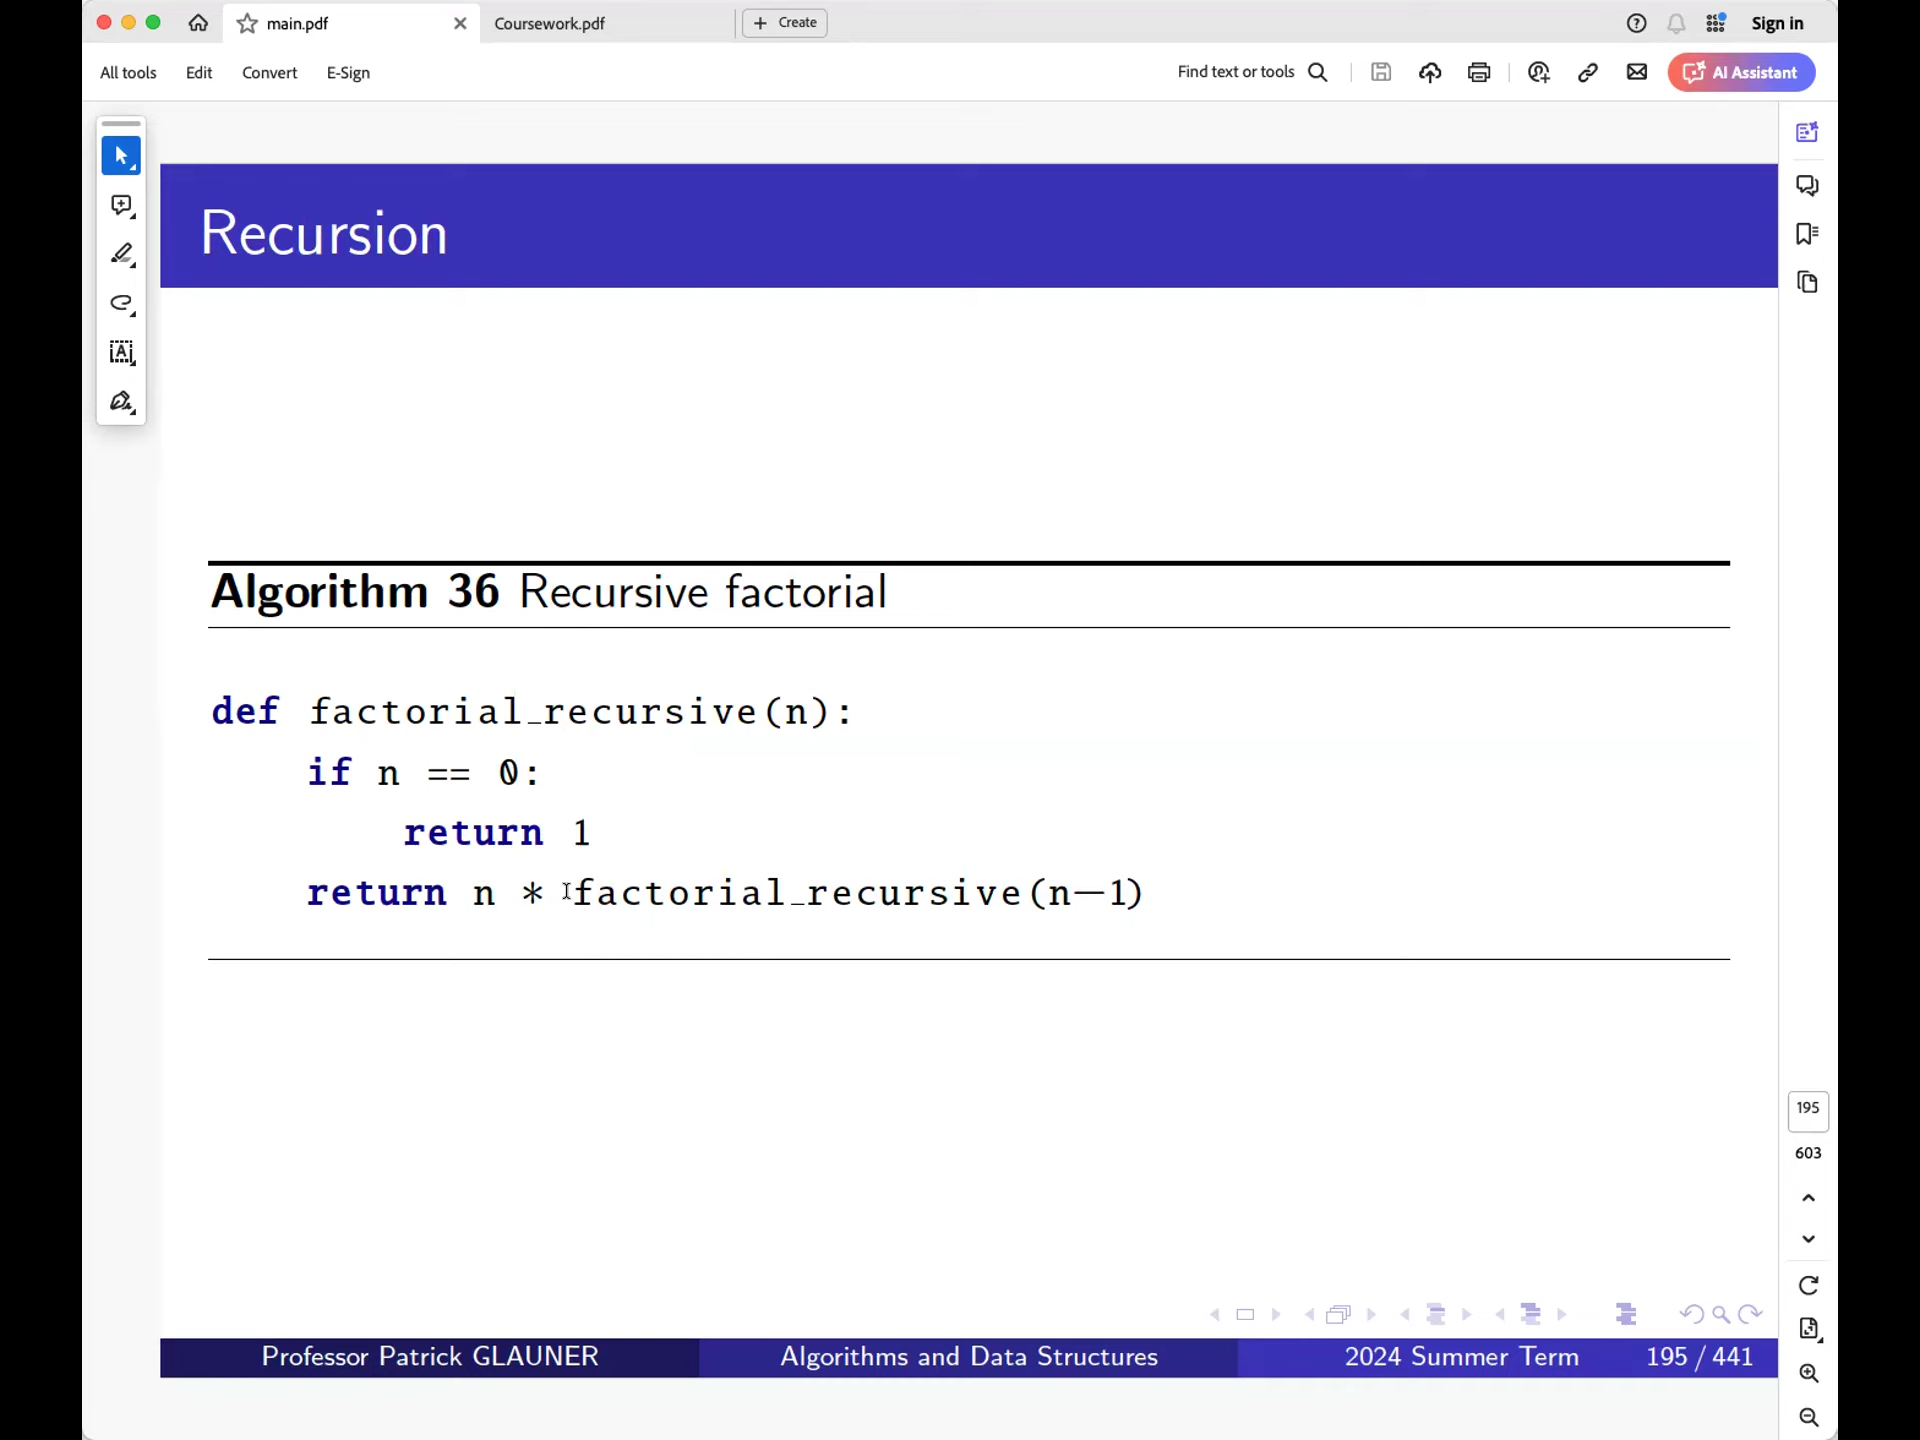 main.pdf
Coursework.pdf
+ Create
Sign in
All tools
Edit
Convert
E-Sign
Find text or tools
AI Assistant
Recursion
Algorithm 36 Recursive factorial
def factorial_recursive(n):
if n == 0:
return 1
return n * factorial_recursive(n−1)
195
603
Professor Patrick GLAUNER
Algorithms and Data Structures
2024 Summer Term
195 / 441